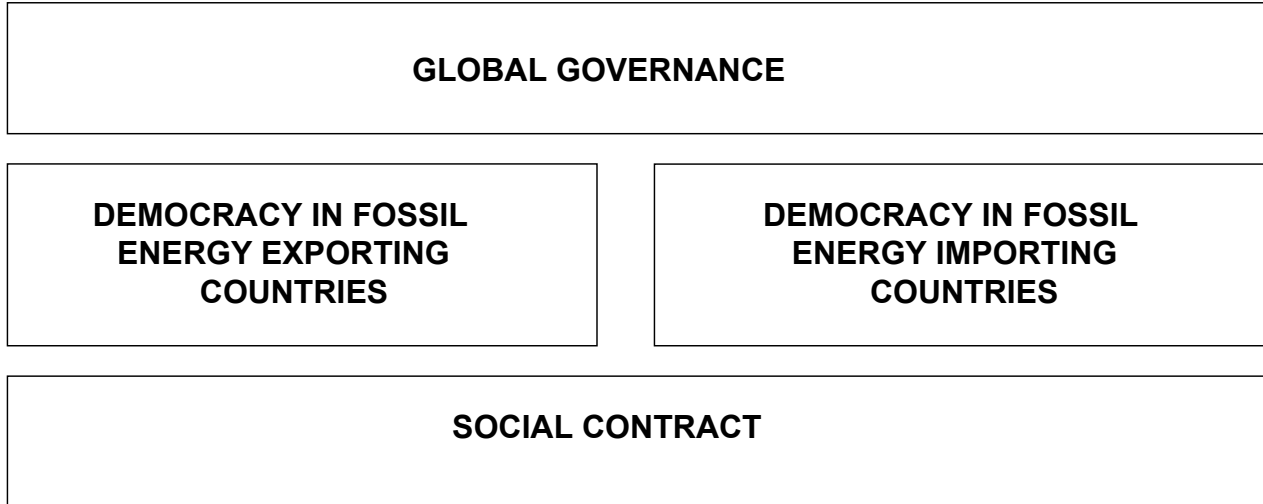 GLOBAL GOVERNANCE
DEMOCRACY IN FOSSIL
ENERGY EXPORTING
COUNTRIES
DEMOCRACY IN FOSSIL
ENERGY IMPORTING
COUNTRIES
SOCIAL CONTRACT